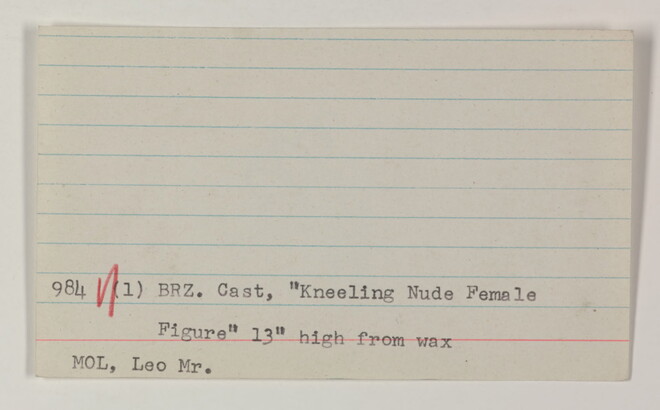 984 (1) BRZ. Cast, "Kneeling Nude Female
Figure" 13" high from wax
MOL, Leo Mr.